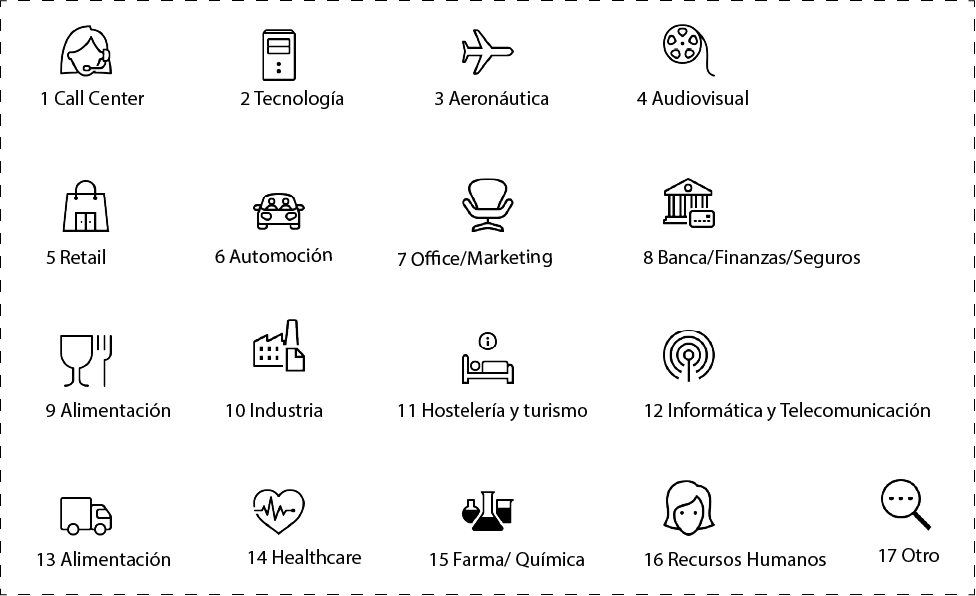 1 Call Center
2 Tecnología
3 Aeronáutica
4 Audiovisual
5 Retail
6 Automoción
7 Office/Marketing
8 Banca/Finanzas/Seguros
9 Alimentación
10 Industria
11 Hostelería y turismo
12 Informática y Telecomunicación
13 Alimentación
14 Healthcare
15 Farma/ Química
16 Recursos Humanos
17 Otro